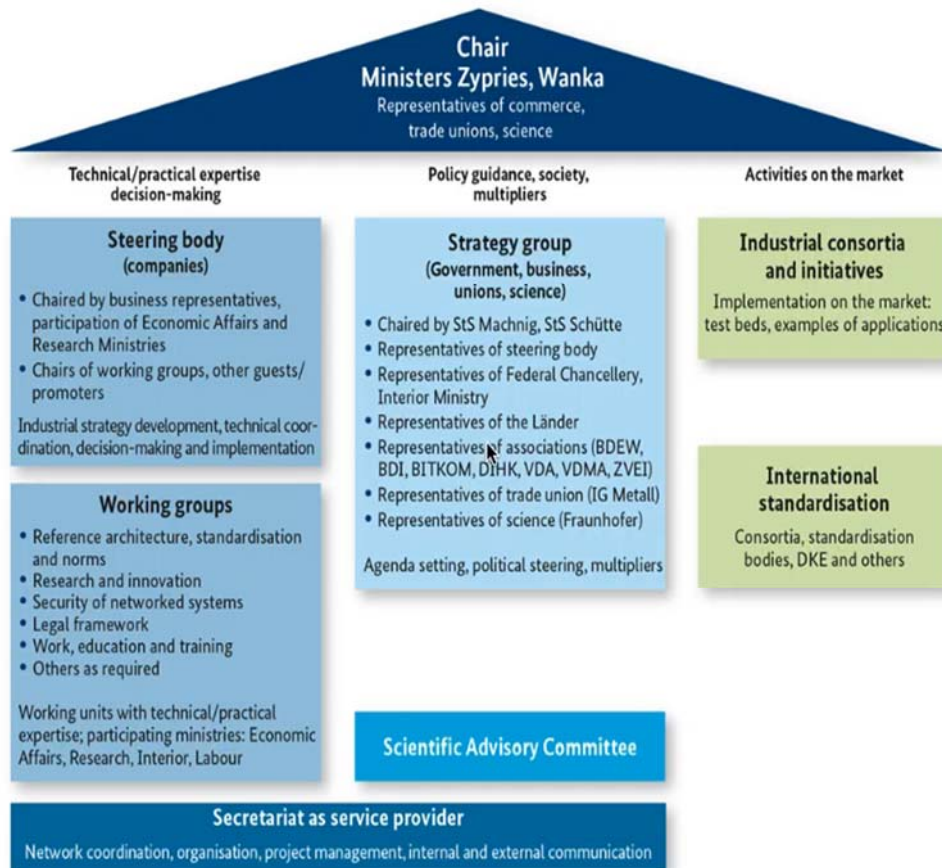 Chair
Ministers Zypries, Wanka
Representatives of commerce,
trade unions, science
Technical/practical expertise
decision-making
Steering body
(companies)
• Chaired by business representatives,
participation of Economic Affairs and
Research Ministries
• Chairs of working groups, other guests/
promoters
Industrial strategy development, technical coor-
dination, decision-making and implementation
Working groups
• Reference architecture, standardisation
and norms
• Research and innovation
• Security of networked systems
• Legal framework
• Work, education and training
• Others as required
Working units with technical/practical
expertise; participating ministries: Economic
Affairs, Research, Interior, Labour
Policy guidance, society,
multipliers
Strategy group
(Government, business,
unions, science)
• Chaired by StS Machnig, StS Schütte
• Representatives of steering body
• Representatives of Federal Chancellery,
Interior Ministry
• Representatives of the Länder
• Representatives of associations (BDEW,
BDI, BITKOM, DIHK, VDA, VDMA, ZVEI)
• Representatives of trade union (IG Metall)
• Representatives of science (Fraunhofer)
Agenda setting, political steering, multipliers
Scientific Advisory Committee
Activities on the market
Industrial consortia
and initiatives
Implementation on the market:
test beds, examples of applications
International
standardisation
Consortia, standardisation
bodies, DKE and others
Secretariat as service provider
Network coordination, organisation, project management, internal and external communication